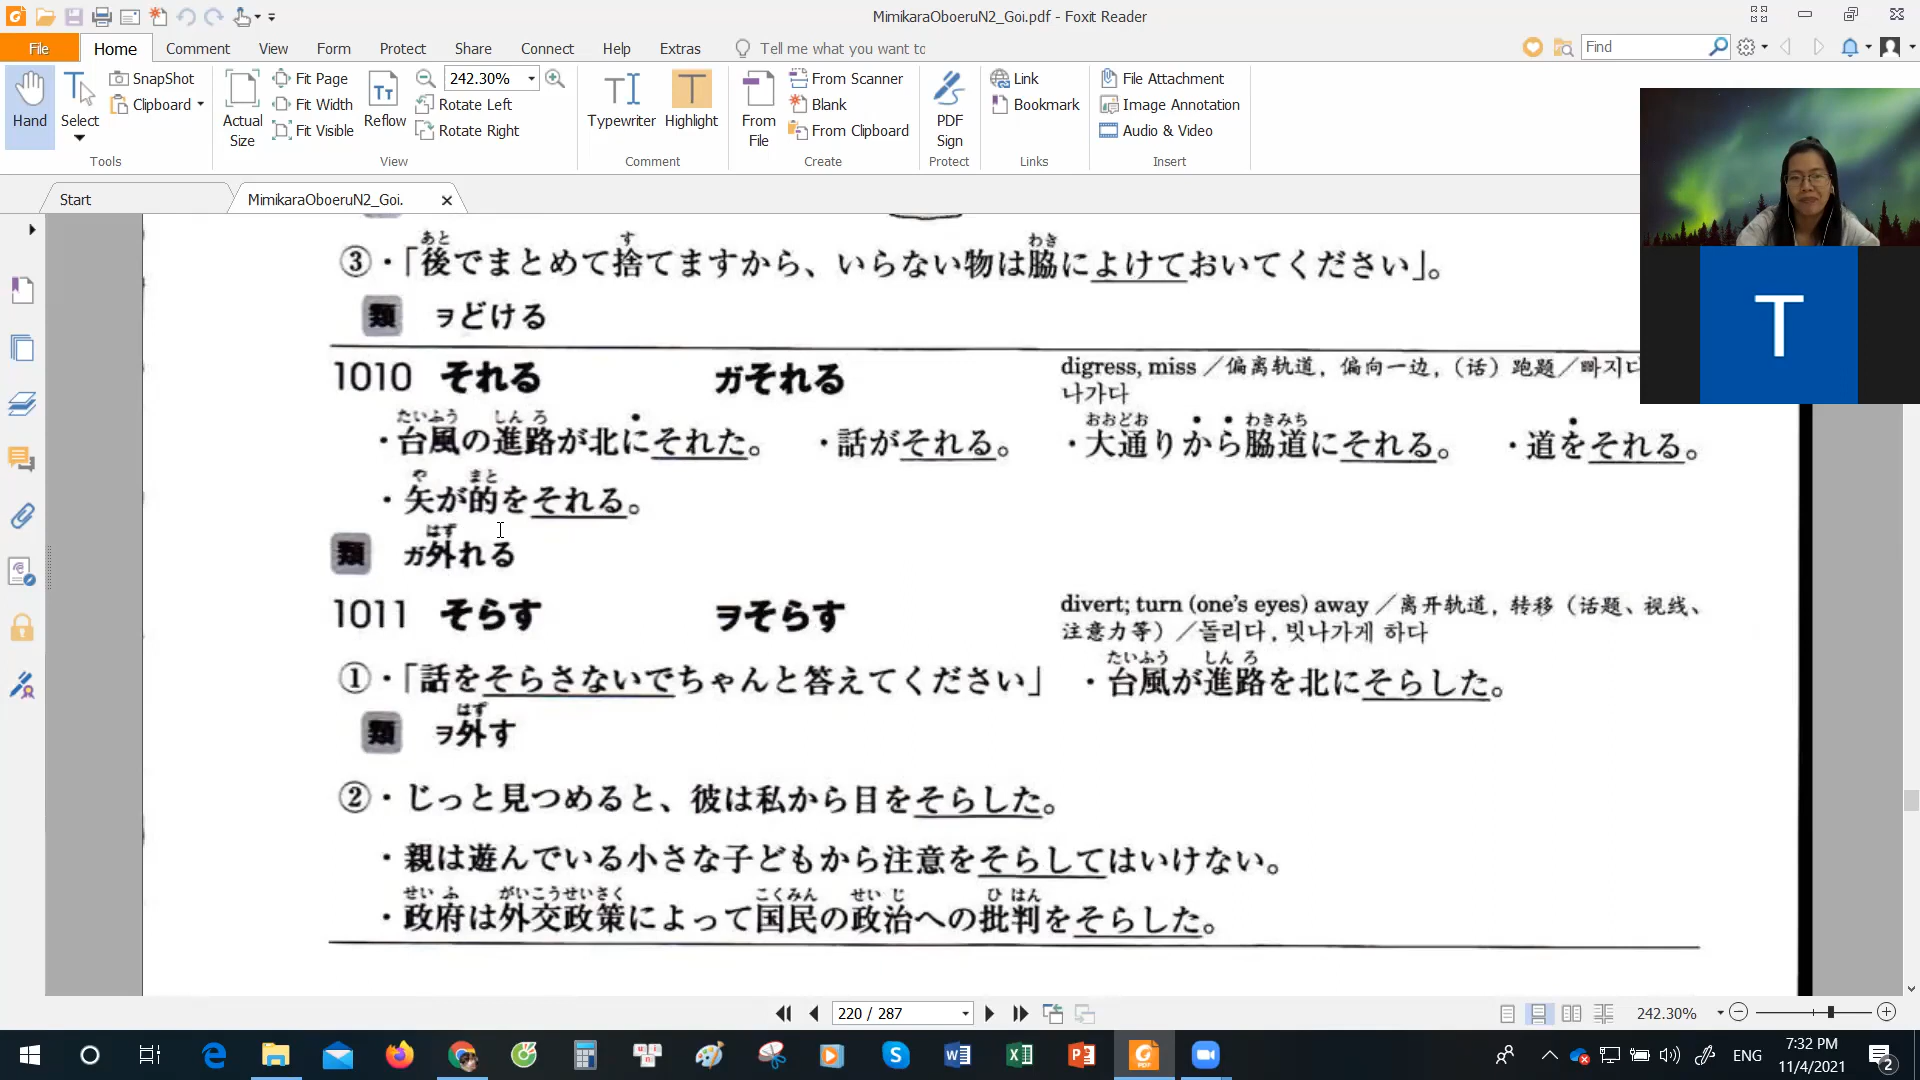 MimikaraOboeruN2_Goi.pdf - Foxit Reader
File Home Comment View Form Protect Share Connect Help Extras Tell me what you want to Find
Hand Select SnapShot Clipboard Actual Size Fit Page Fit Width Fit Visible Reflow 242.30% Rotate Left Rotate Right Typewriter Highlight From File From Scanner Blank From Clipboard PDF Sign Link Bookmark File Attachment Image Annotation Audio & Video
Tools View Comment Create Protect Links Insert
Start MimikaraOboeruN2_Goi.
T
あと す わき
③・「後でまとめて捨てますから、いらない物は脇によけておいてください」。
類 ヲどける
1010 それる ガそれる digress, miss／偏离轨道，偏向一边，（话）跑题／빠지다
나가다
たいふう しん ろ おおどお わきみち
・台風の進路が北にそれた。 ・話がそれる。 ・大通りから脇道にそれる。 ・道をそれる。
や まと
・矢が的をそれる。
はず
類 ガ外れる
1011 そらす ヲそらす divert; turn (one's eyes) away／离开轨道，转移（话题、视线、
注意力等）／돌리다, 빗나가게 하다
たいふう しん ろ
①・「話をそらさないでちゃんと答えてください」 ・台風が進路を北にそらした。
はず
類 ヲ外す
②・じっと見つめると、彼は私から目をそらした。
・親は遊んでいる小さな子どもから注意をそらしてはいけない。
せい ふ がいこうせいさく こくみん せい じ ひ はん
・政府は外交政策によって国民の政治への批判をそらした。
220 / 287 242.30%
ENG 7:32 PM
11/4/2021 2